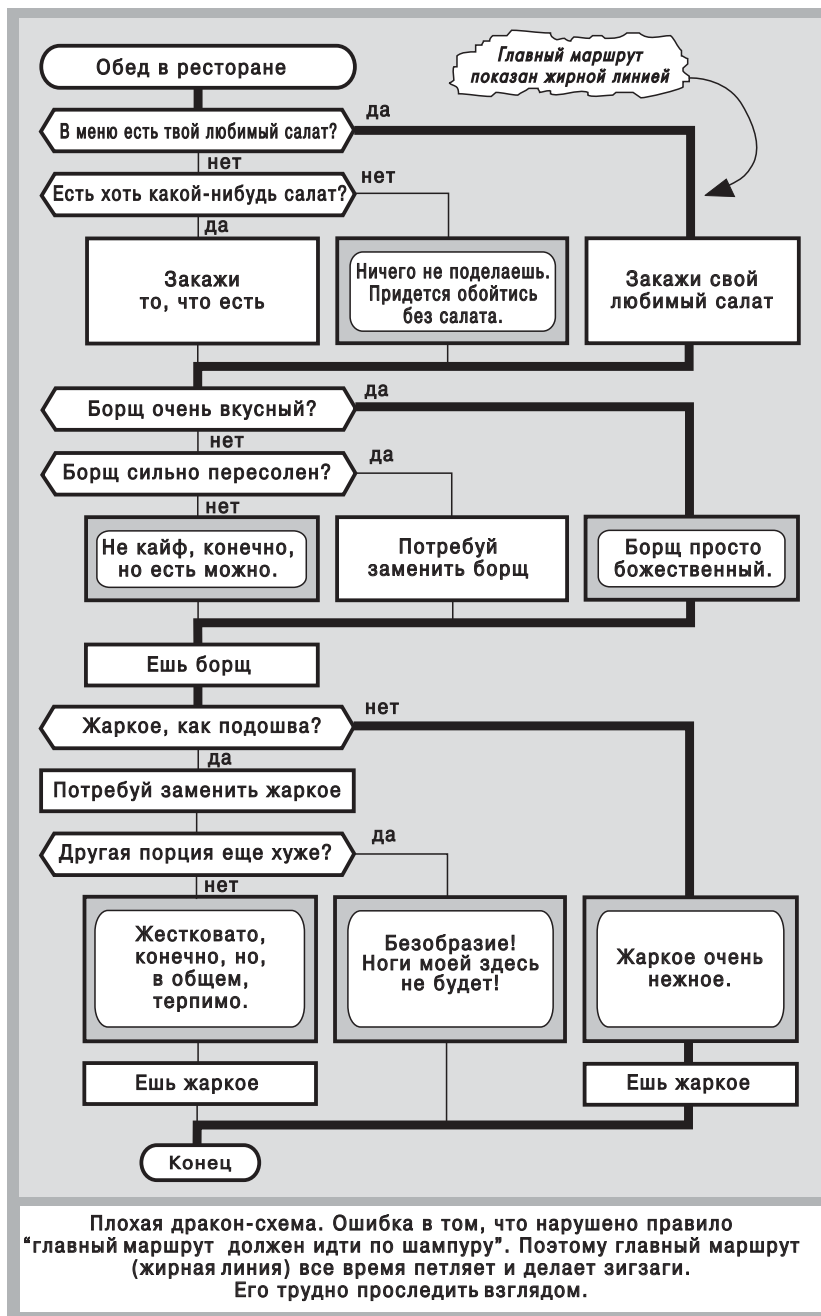 Обед в ресторане
Главный маршрут
показан жирной линией
В меню есть твой любимый салат?
да
нет
Есть хоть какой-нибудь салат?
нет
да
Закажи
то, что есть
Ничего не поделаешь.
Придется обойтись
без салата.
Закажи свой
любимый салат
Борщ очень вкусный?
да
нет
Борщ сильно пересолен?
да
нет
Не кайф, конечно,
но есть можно.
Потребуй
заменить борщ
Борщ просто
божественный.
Ешь борщ
Жаркое, как подошва?
нет
да
Потребуй заменить жаркое
Другая порция еще хуже?
да
нет
Жестковато,
конечно, но,
в общем,
терпимо.
Безобразие!
Ноги моей здесь
не будет!
Жаркое очень
нежное.
Ешь жаркое
Ешь жаркое
Конец
Плохая дракон-схема. Ошибка в том, что нарушено правило
“главный маршрут должен идти по шампуру”. Поэтому главный маршрут
(жирная линия) все время петляет и делает зигзаги.
Его трудно проследить взглядом.